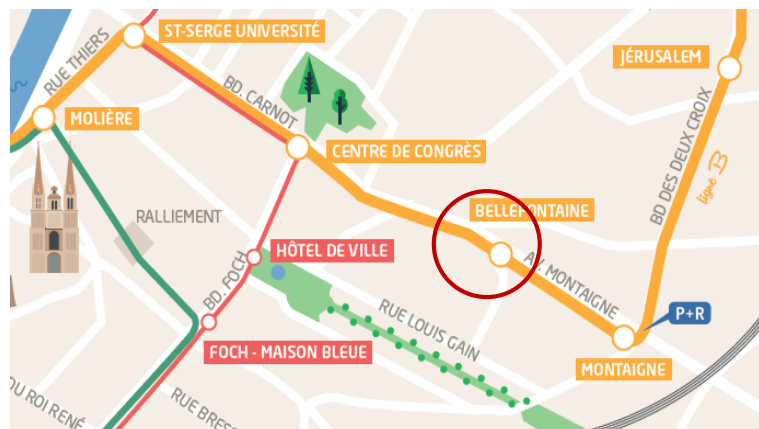 ST-SERGE UNIVERSITÉ
RUE THIERS
JÉRUSALEM
MOLIÈRE
BD. CARNOT
CENTRE DE CONGRÈS
BD DES DEUX CROIX
ligne B
RALLIEMENT
BELLEFONTAINE
HÔTEL DE VILLE
AV. MONTAIGNE
BD. FOCH
P+R
RUE LOUIS GAIN
FOCH - MAISON BLEUE
MONTAIGNE
DU ROI RENÉ
RUE BRES